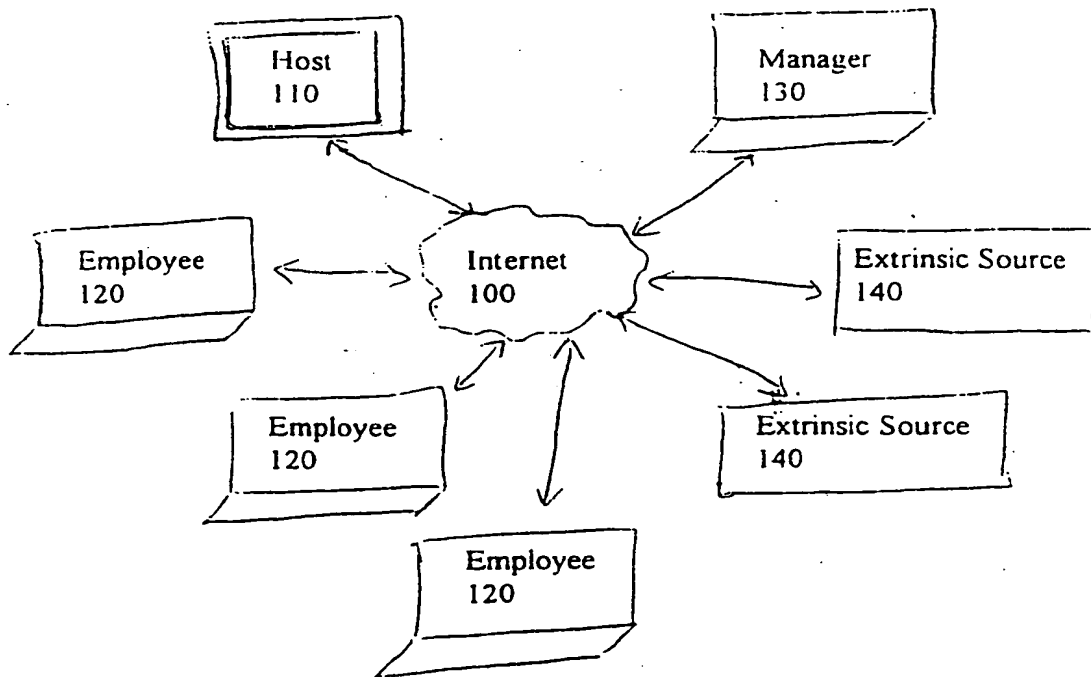 Host
110
Manager
130
Employee
120
Internet
100
Extrinsic Source
140
Employee
120
Extrinsic Source
140
Employee
120